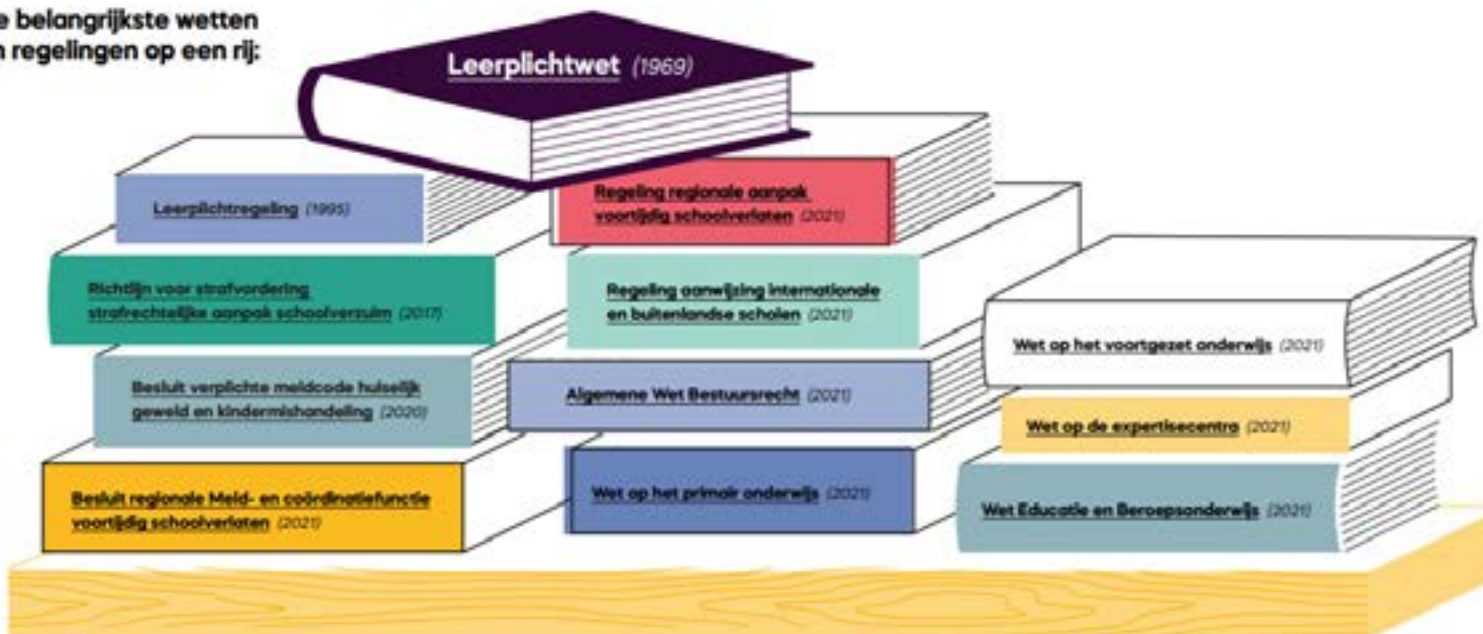 e belangrijkste wetten
n regelingen op een rij:
Leerplichtwet (1969)
Leerplichtregeling (1995)
Regeling regionale aanpak
voortijdig schoolverlaten (2021)
Richtlijn voor strafvordering
strafrechtelijke aanpak schoolverzuim (2017)
Regeling aanwijzing internationale
en buitenlandse scholen (2021)
Wet op het voortgezet onderwijs (2021)
Besluit verplichte meldcode huiselijk
geweld en kindermishandeling (2020)
Algemene Wet Bestuursrecht (2021)
Wet op de expertisecentra (2021)
Besluit regionale Meld- en coördinatiefunctie
voortijdig schoolverlaten (2021)
Wet op het primair onderwijs (2021)
Wet Educatie en Beroepsonderwijs (2021)